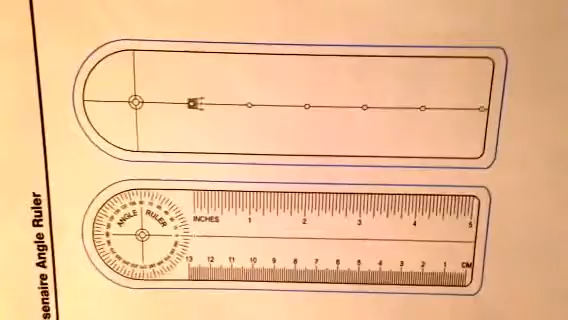 senaire Angle Ruler
ANGLE RULER
INCHES 1 2 3 4 5
13 12 11 10 9 8 7 6 5 4 3 2 1 CM